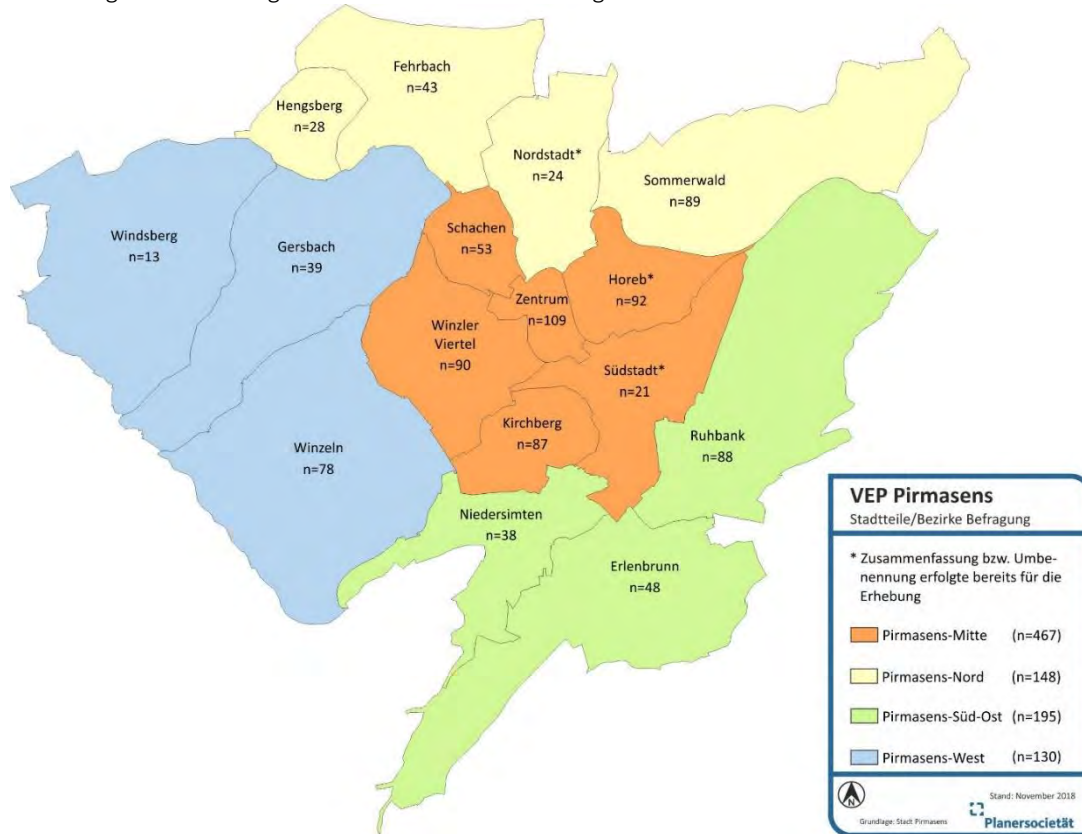 Fehrbach
n=43
Hengsberg
n=28
Nordstadt*
n=24
Sommerwald
n=89
Windsberg
n=13
Gersbach
n=39
Schachen
n=53
Horeb*
n=92
Zentrum
n=109
Winzler
Viertel
n=90
Südstadt*
n=21
Kirchberg
n=87
Winzeln
n=78
Ruhbank
n=88
Niedersimten
n=38
Erlenbrunn
n=48
VEP Pirmasens
Stadtteile/Bezirke Befragung
* Zusammenfassung bzw. Umbe-
nennung erfolgte bereits für die
Erhebung
Pirmasens-Mitte (n=467)
Pirmasens-Nord (n=148)
Pirmasens-Süd-Ost (n=195)
Pirmasens-West (n=130)
N
Stand: November 2018
Grundlage: Stadt Pirmasens
Planersocietät